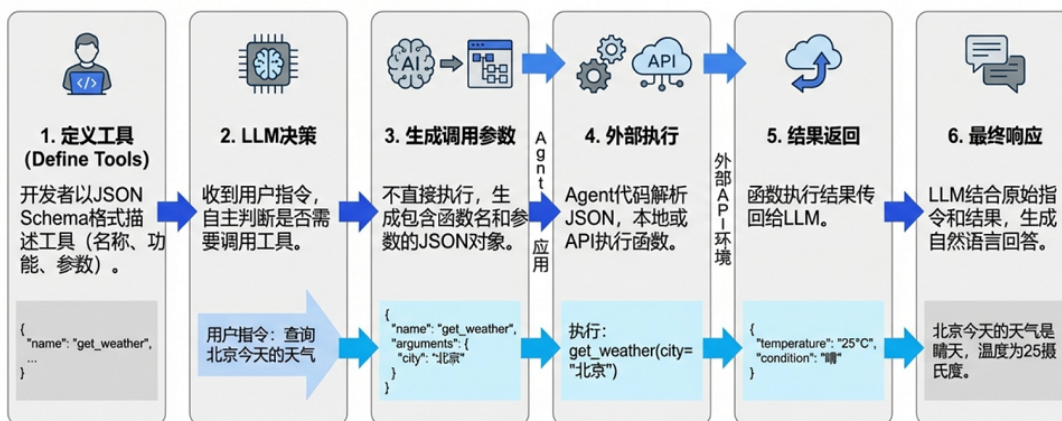 1. 定义工具
(Define Tools)
开发者以JSON
Schema格式描
述工具（名称、功
能、参数）。
{
"name": "get_weather",
...
}
2. LLM决策
收到用户指令，
自主判断是否需
要调用工具。
用户指令：查询
北京今天的天气
AI
3. 生成调用参数
不直接执行，生
成包含函数名和参
数的JSON对象。
{
"name": "get_weather",
"arguments": {
"city": "北京"
}
}
Agnt 应用
API
4. 外部执行
Agent代码解析
JSON，本地或
API执行函数。
执行：
get_weather(city=
"北京")
外部API环境
5. 结果返回
函数执行结果传
回给LLM。
{
"temperature": "25°C",
"condition": "晴"
}
6. 最终响应
LLM结合原始指
令和结果，生成
自然语言回答。
北京今天的天气是
晴天，温度为25摄
氏度。